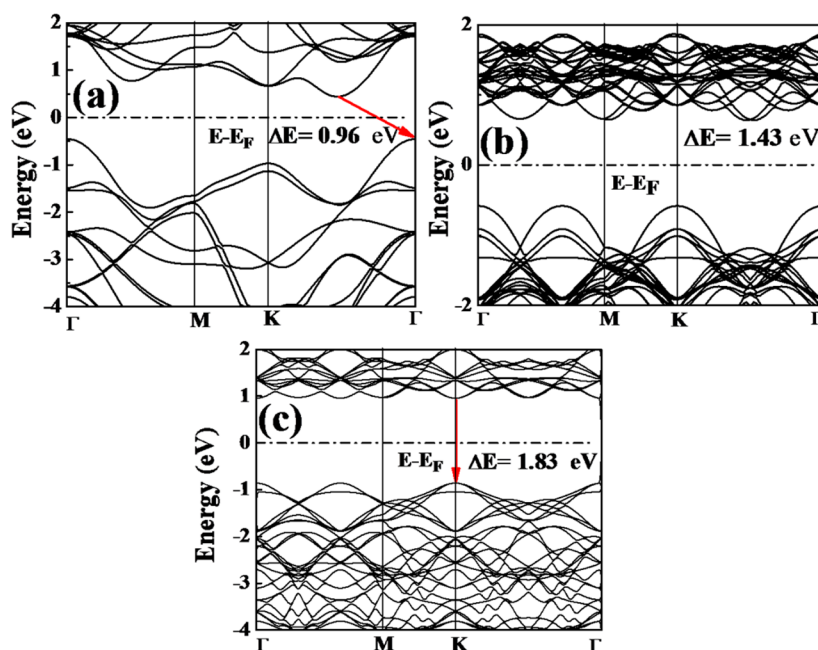 2
1
0
-1
-2
-3
-4
Energy (eV)
(a)
E-EF ΔE= 0.96 eV
Γ M K Γ
2
0
-2
Energy (eV)
(b)
ΔE= 1.43 eV
E-EF
Γ M K Γ
2
1
0
-1
-2
-3
-4
Energy (eV)
(c)
E-EF ΔE= 1.83 eV
Γ M K Γ